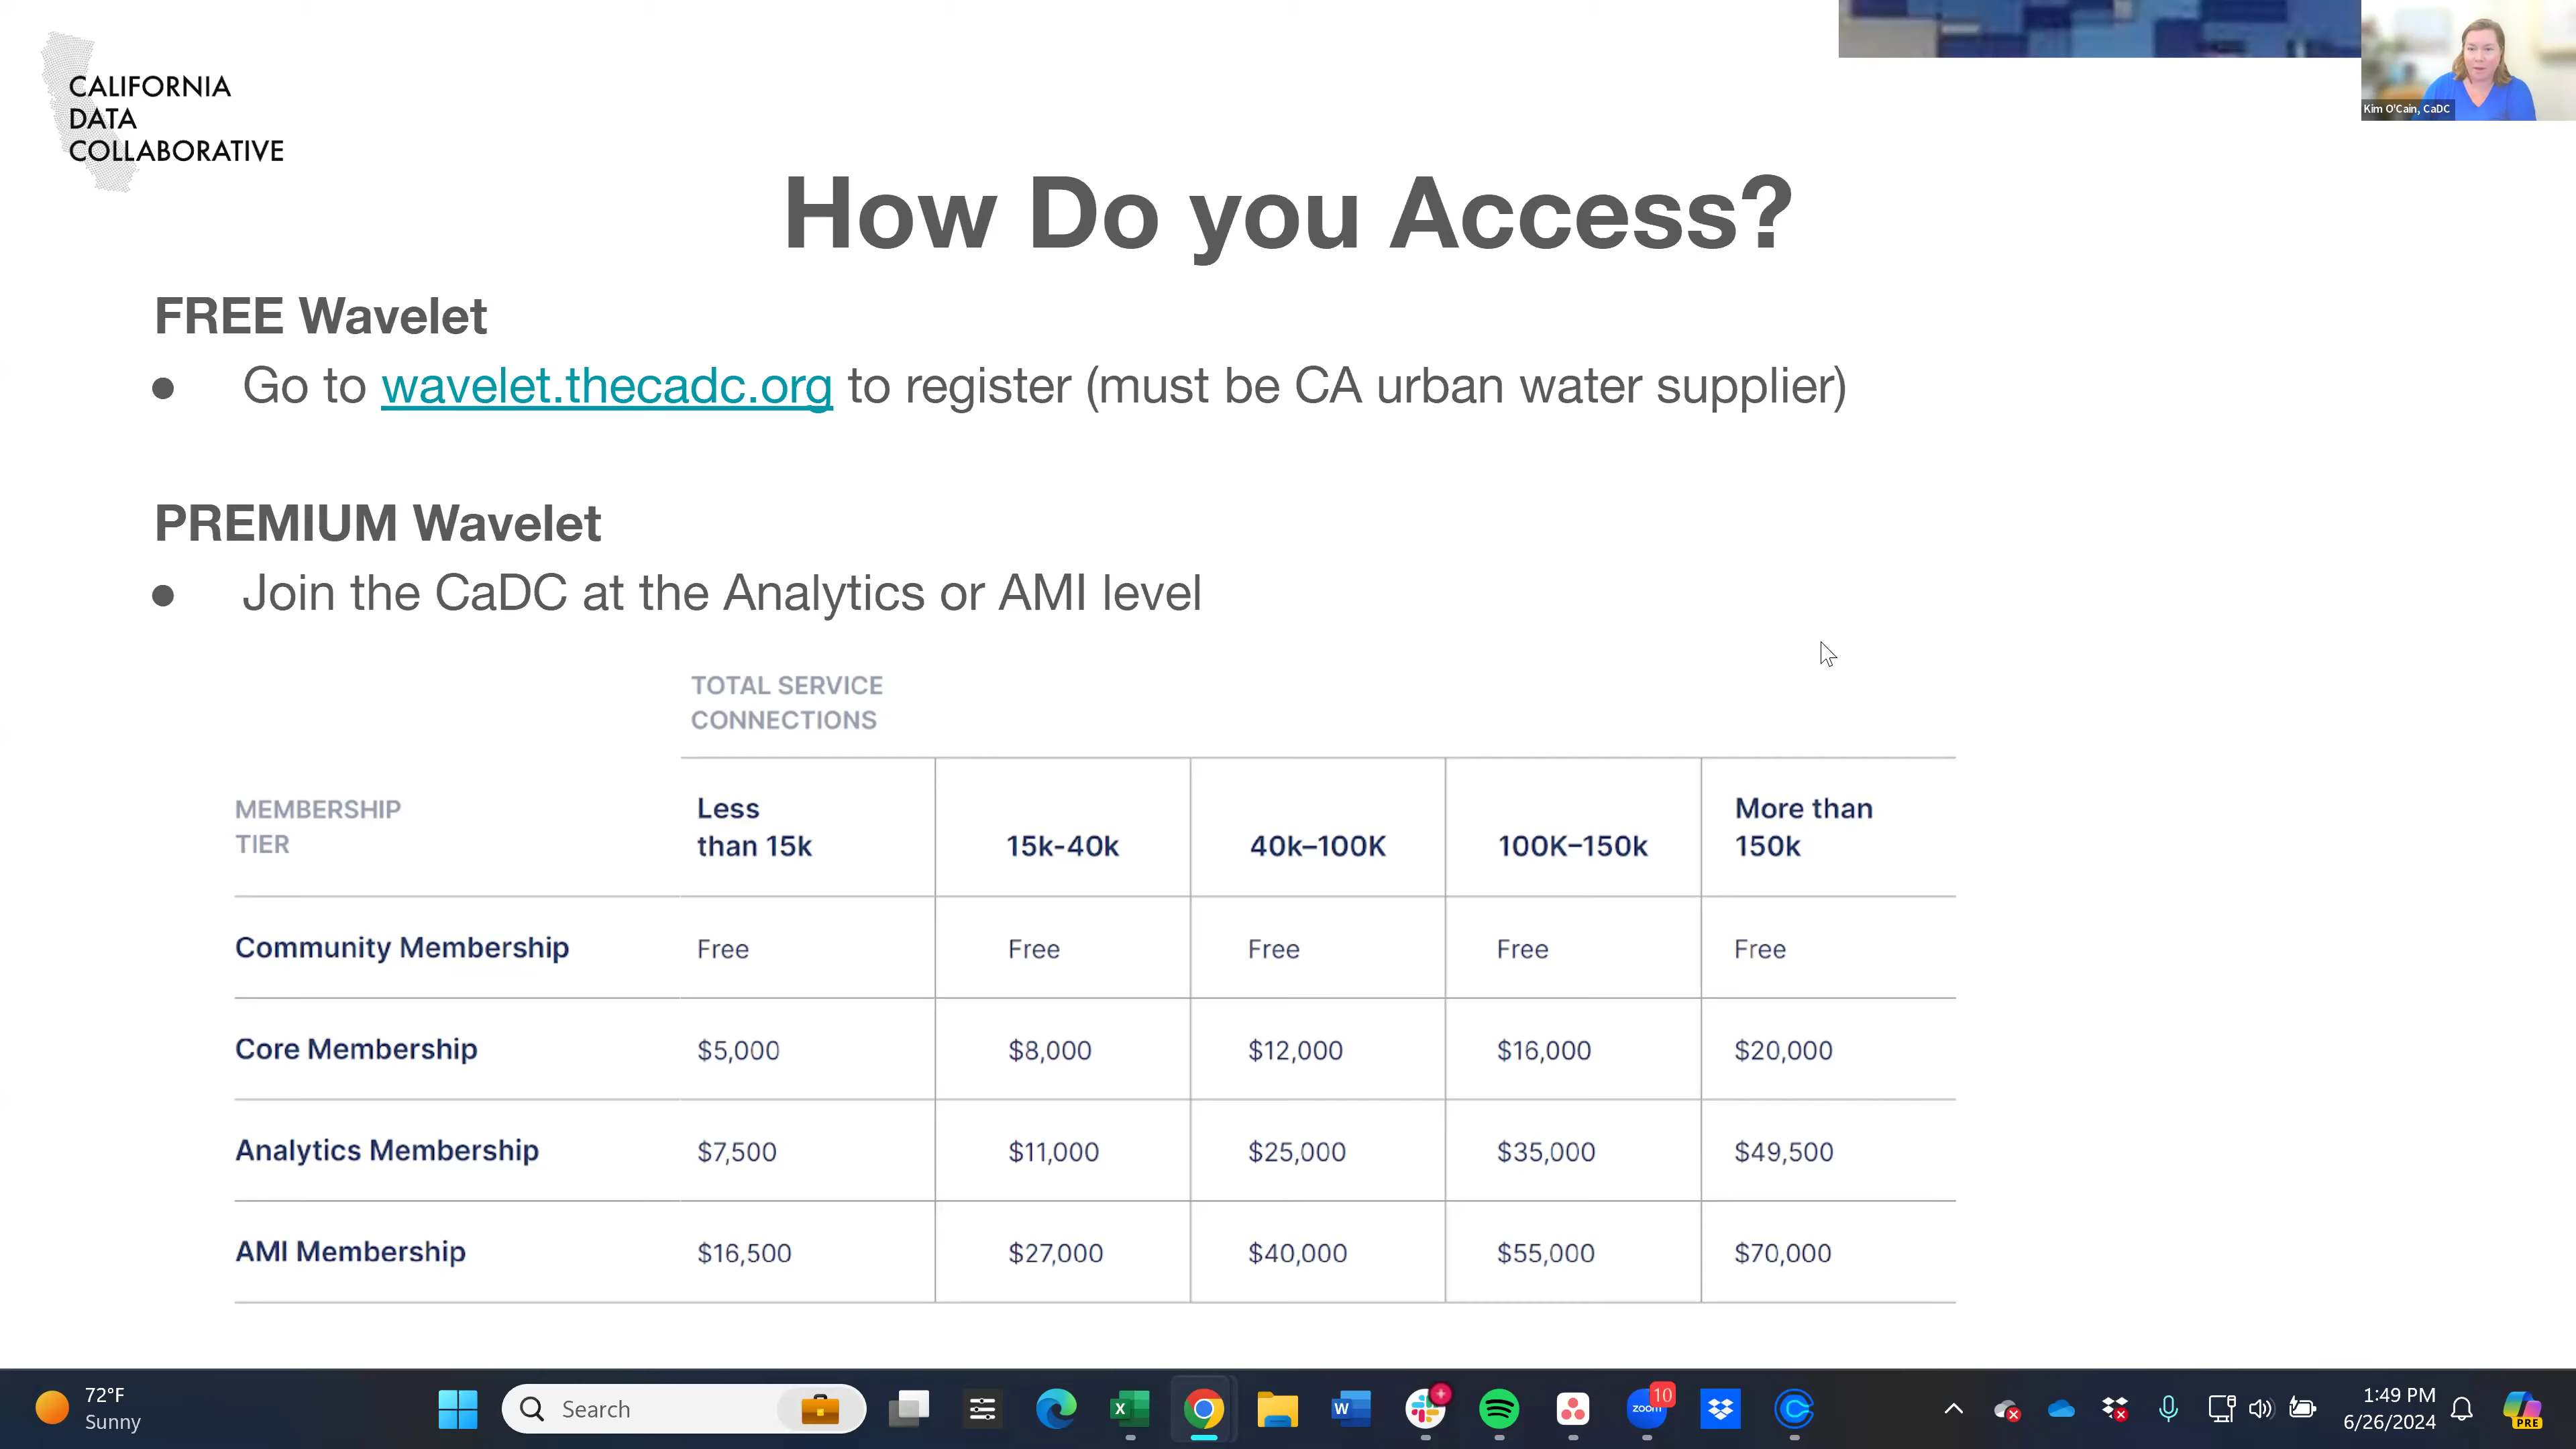 CALIFORNIA
DATA
COLLABORATIVE
Kim O'Cain, CaDC
How Do you Access?
FREE Wavelet
● Go to wavelet.thecadc.org to register (must be CA urban water supplier)
PREMIUM Wavelet
● Join the CaDC at the Analytics or AMI level
TOTAL SERVICE
CONNECTIONS
MEMBERSHIP
TIER
Less
than 15k
15k-40k
40k–100K
100K–150k
More than
150k
Community Membership Free Free Free Free Free
Core Membership $5,000 $8,000 $12,000 $16,000 $20,000
Analytics Membership $7,500 $11,000 $25,000 $35,000 $49,500
AMI Membership $16,500 $27,000 $40,000 $55,000 $70,000
72°F
Sunny
Search
X
W
zoom
10
1:49 PM
6/26/2024
PRE